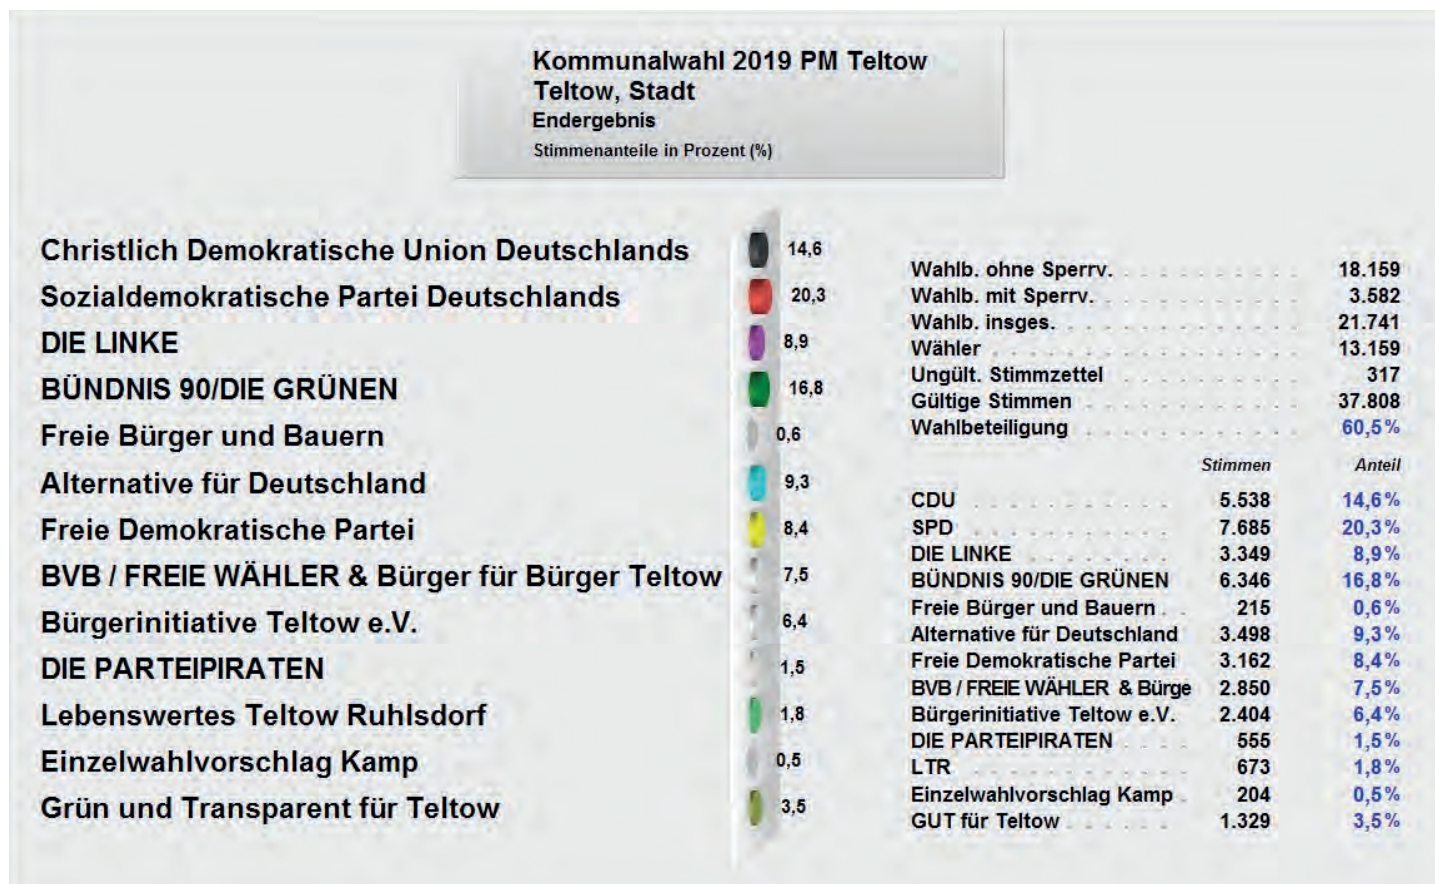 Kommunalwahl 2019 PM Teltow
Teltow, Stadt
Endergebnis
Stimmenanteile in Prozent (%)
Christlich Demokratische Union Deutschlands 14,6
Sozialdemokratische Partei Deutschlands 20,3
DIE LINKE 8,9
BÜNDNIS 90/DIE GRÜNEN 16,8
Freie Bürger und Bauern 0,6
Alternative für Deutschland 9,3
Freie Demokratische Partei 8,4
BVB / FREIE WÄHLER & Bürger für Bürger Teltow 7,5
Bürgerinitiative Teltow e.V. 6,4
DIE PARTEIPIRATEN 1,5
Lebenswertes Teltow Ruhlsdorf 1,8
Einzelwahlvorschlag Kamp 0,5
Grün und Transparent für Teltow 3,5
Wahlb. ohne Sperrv. 18.159
Wahlb. mit Sperrv. 3.582
Wahlb. insges. 21.741
Wähler 13.159
Ungült. Stimmzettel 317
Gültige Stimmen 37.808
Wahlbeteiligung 60,5%
Stimmen Anteil
CDU 5.538 14,6%
SPD 7.685 20,3%
DIE LINKE 3.349 8,9%
BÜNDNIS 90/DIE GRÜNEN 6.346 16,8%
Freie Bürger und Bauern 215 0,6%
Alternative für Deutschland 3.498 9,3%
Freie Demokratische Partei 3.162 8,4%
BVB / FREIE WÄHLER & Bürge 2.850 7,5%
Bürgerinitiative Teltow e.V. 2.404 6,4%
DIE PARTEIPIRATEN 555 1,5%
LTR 673 1,8%
Einzelwahlvorschlag Kamp 204 0,5%
GUT für Teltow 1.329 3,5%